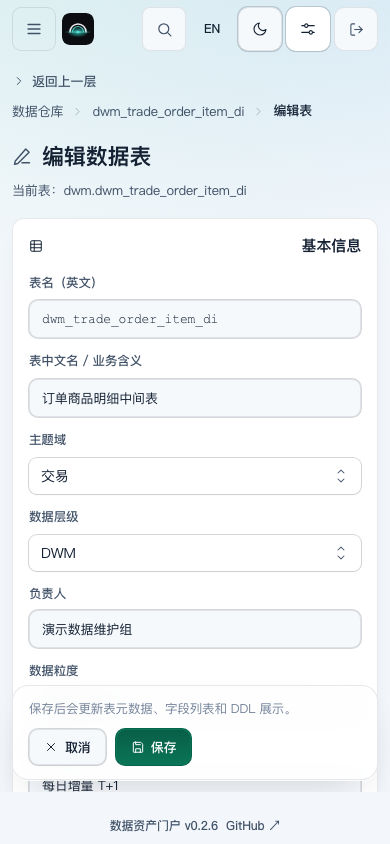 EN
返回上一层
数据仓库 > dwm_trade_order_item_di > 编辑表
编辑数据表
当前表：dwm.dwm_trade_order_item_di
基本信息
表名（英文）
dwm_trade_order_item_di
表中文名 / 业务含义
订单商品明细中间表
主题域
交易
数据层级
DWM
负责人
演示数据维护组
数据粒度
保存后会更新表元数据、字段列表和 DDL 展示。
取消 保存
每日增量 T+1
数据资产门户 v0.2.6 GitHub ↗